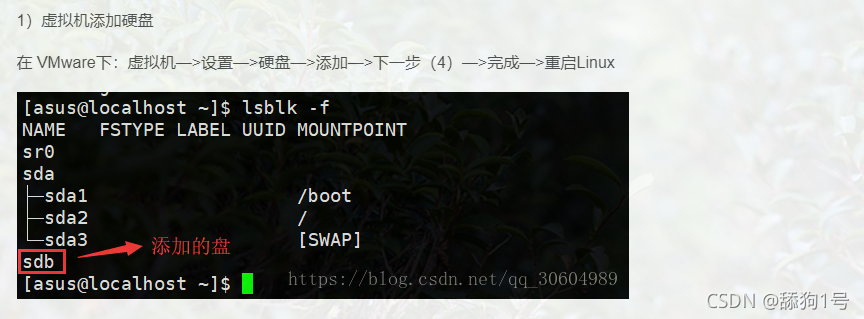 1）虚拟机添加硬盘
在 VMware下：虚拟机—>设置—>硬盘—>添加—>下一步（4）—>完成—>重启Linux
[asus@localhost ~]$ lsblk -f
NAME   FSTYPE LABEL UUID MOUNTPOINT
sr0
sda
├─sda1                   /boot
├─sda2                   /
└─sda3                   [SWAP]
sdb 添加的盘
[asus@localhost ~]$
https://blog.csdn.net/qq_30604989
CSDN @舔狗1号